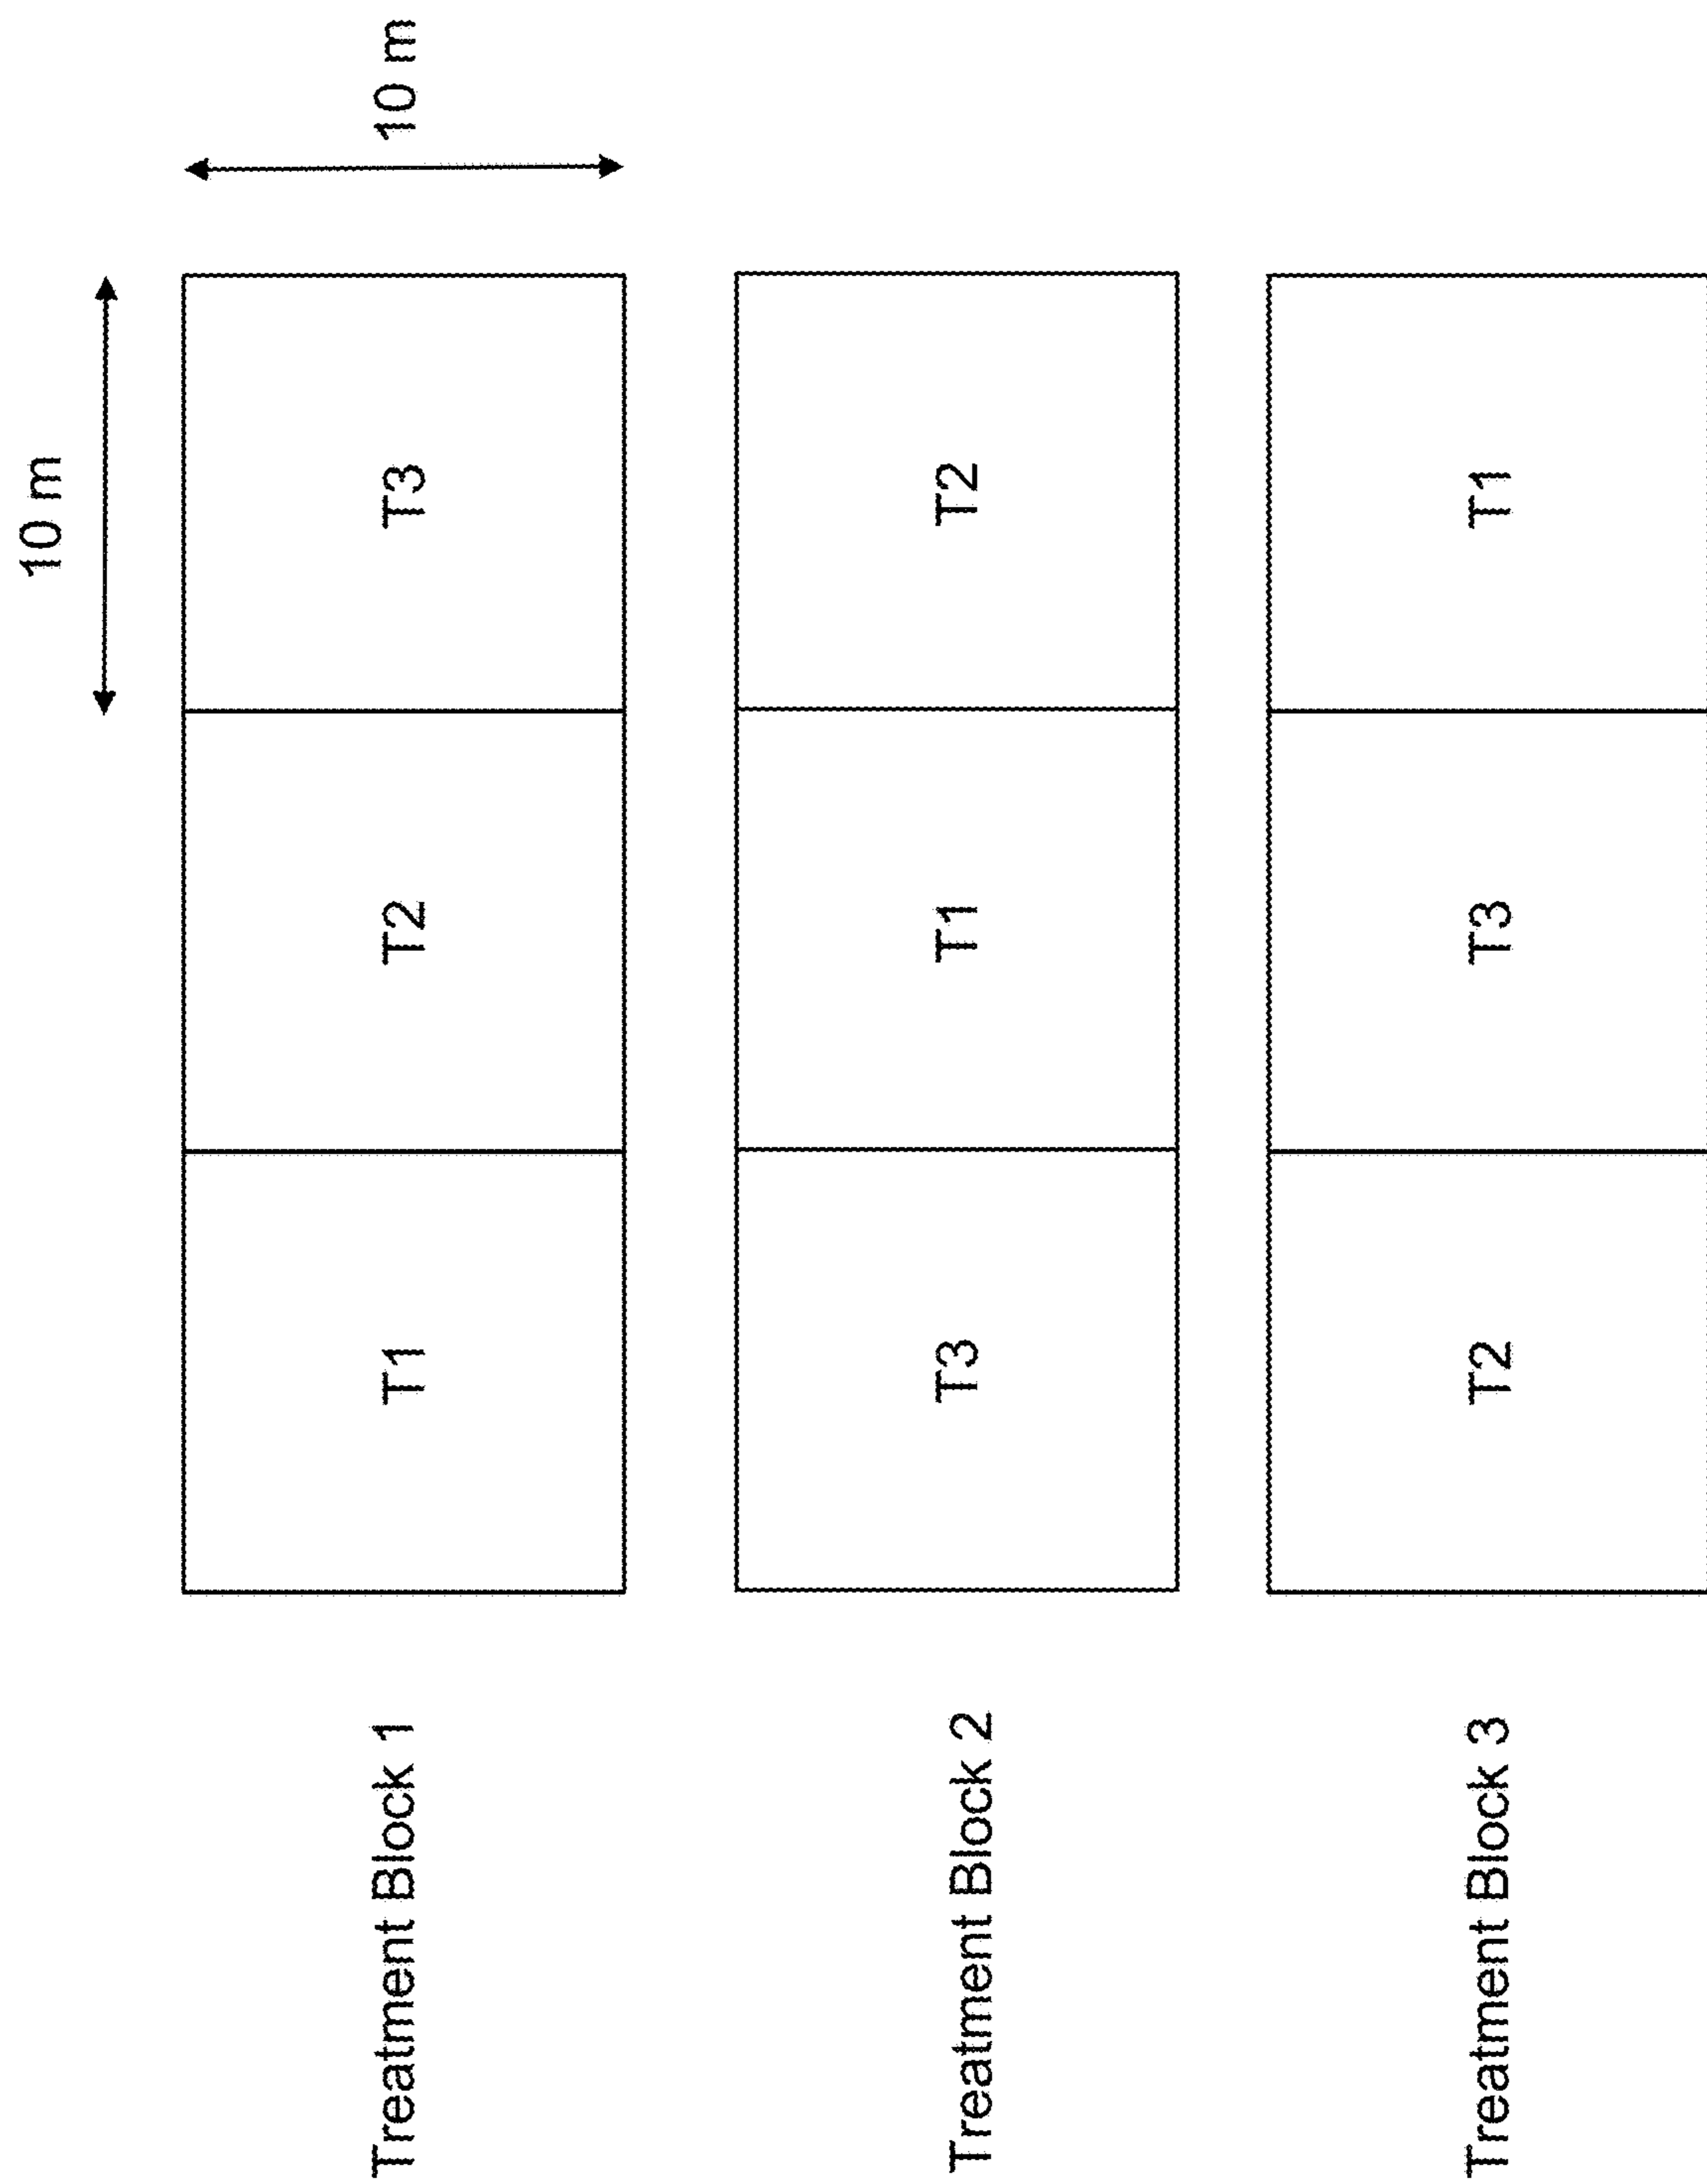 10 m
10 m
Treatment Block 1
T1
T2
T3
Treatment Block 2
T3
T1
T2
Treatment Block 3
T2
T3
T1